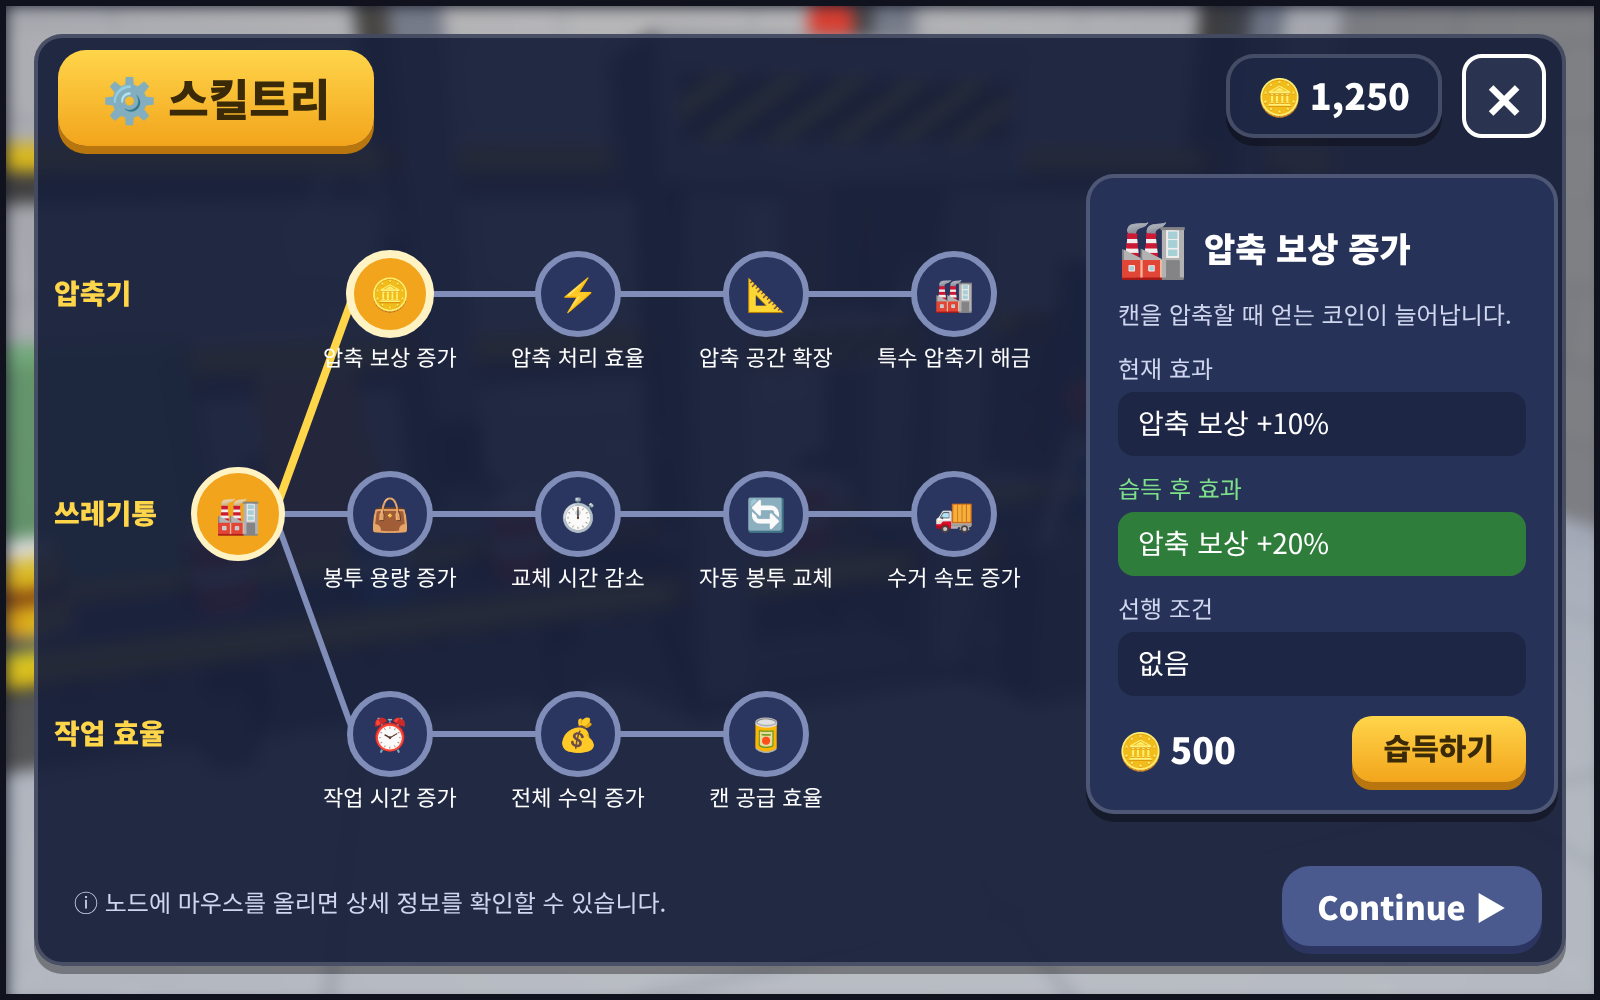 스킬트리
1,250
압축기
압축 보상 증가
압축 처리 효율
압축 공간 확장
특수 압축기 해금
쓰레기통
봉투 용량 증가
교체 시간 감소
자동 봉투 교체
수거 속도 증가
작업 효율
작업 시간 증가
전체 수익 증가
캔 공급 효율
압축 보상 증가
캔을 압축할 때 얻는 코인이 늘어납니다.
현재 효과
압축 보상 +10%
습득 후 효과
압축 보상 +20%
선행 조건
없음
500
습득하기
ⓘ 노드에 마우스를 올리면 상세 정보를 확인할 수 있습니다.
Continue ▶